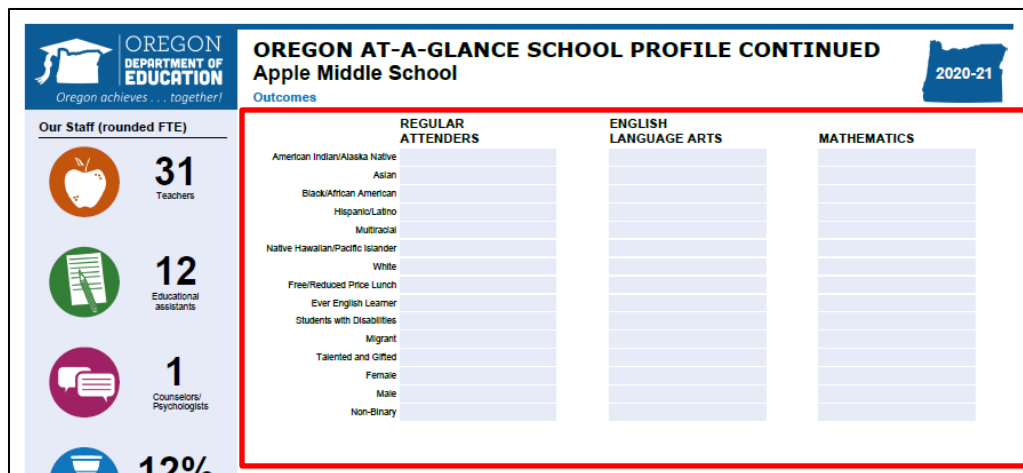 OREGON
DEPARTMENT OF
EDUCATION
Oregon achieves . . . together!
OREGON AT-A-GLANCE SCHOOL PROFILE CONTINUED
Apple Middle School
Outcomes
2020-21
Our Staff (rounded FTE)
31
Teachers
12
Educational
assistants
1
Counselors/
Psychologists
12%
REGULAR
ATTENDERS
ENGLISH
LANGUAGE ARTS
MATHEMATICS
American Indian/Alaska Native
Asian
Black/African American
Hispanic/Latino
Multiracial
Native Hawaiian/Pacific Islander
White
Free/Reduced Price Lunch
Ever English Learner
Students with Disabilities
Migrant
Talented and Gifted
Female
Male
Non-Binary